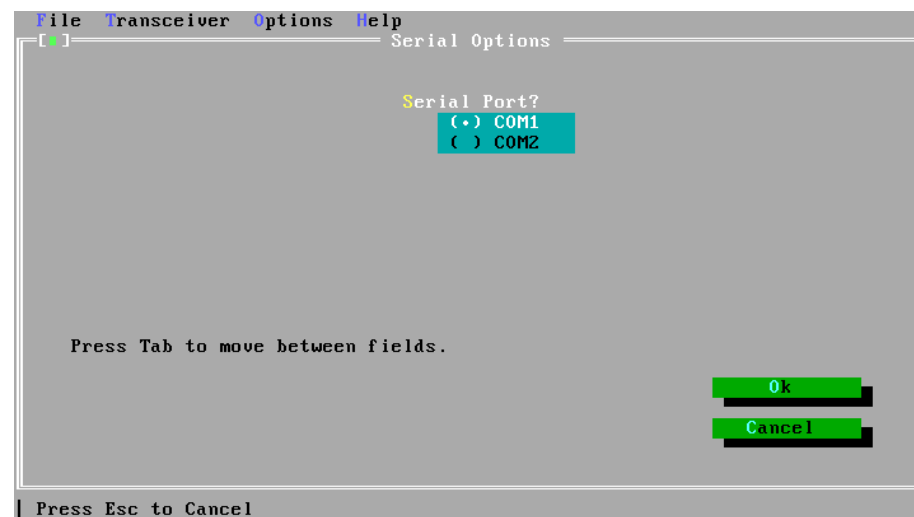 File Transceiver Options Help
[■] Serial Options
Serial Port?
(•) COM1
( ) COM2
Press Tab to move between fields.
Ok
Cancel
Press Esc to Cancel